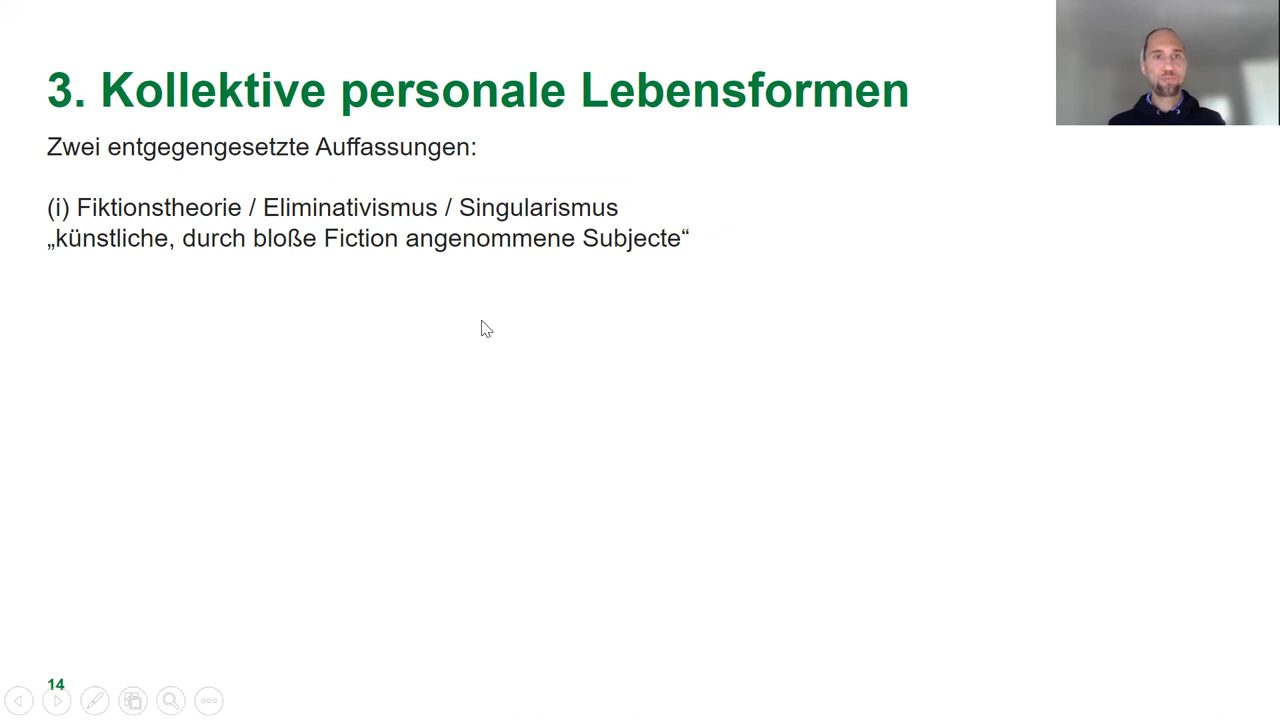 3. Kollektive personale Lebensformen
Zwei entgegengesetzte Auffassungen:
(i) Fiktionstheorie / Eliminativismus / Singularismus
„künstliche, durch bloße Fiction angenommene Subjecte“
14